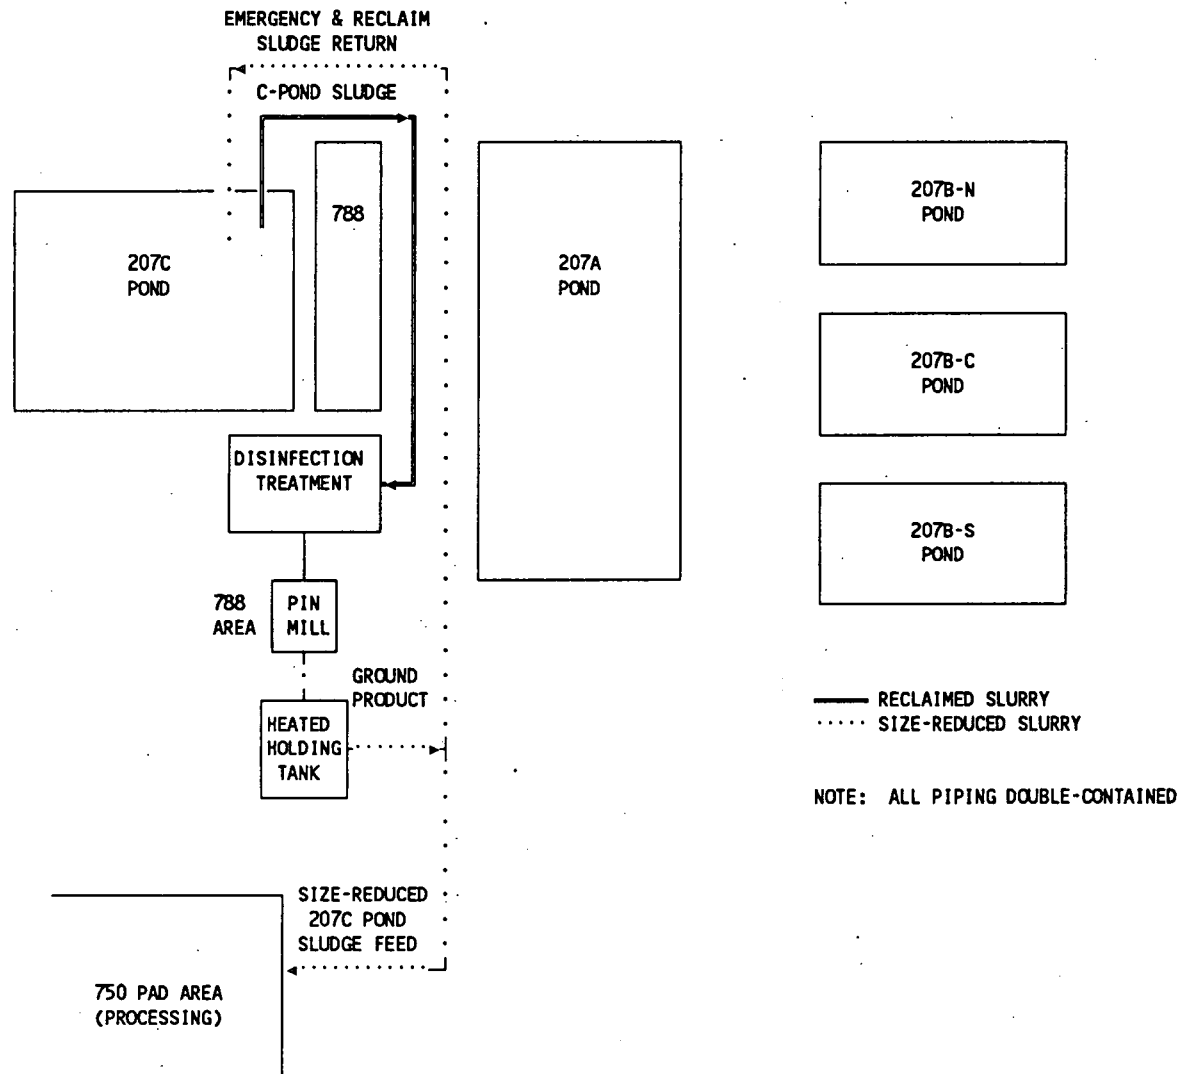 EMERGENCY & RECLAIM
SLUDGE RETURN
C-POND SLUDGE
788
207C
POND
207A
POND
207B-N
POND
207B-C
POND
207B-S
POND
DISINFECTION
TREATMENT
788
AREA
PIN
MILL
GROUND
PRODUCT
HEATED
HOLDING
TANK
RECLAIMED SLURRY
SIZE-REDUCED SLURRY
NOTE: ALL PIPING DOUBLE-CONTAINED
SIZE-REDUCED
207C POND
SLUDGE FEED
750 PAD AREA
(PROCESSING)